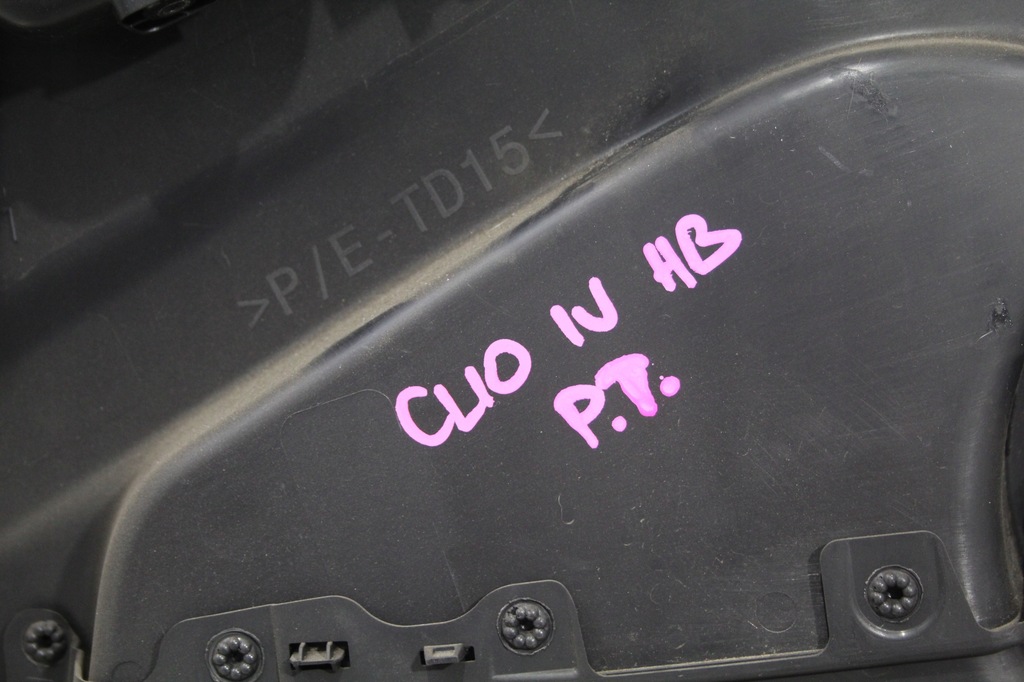 >P/E-TD15<
CLIO IV HB
P.T.